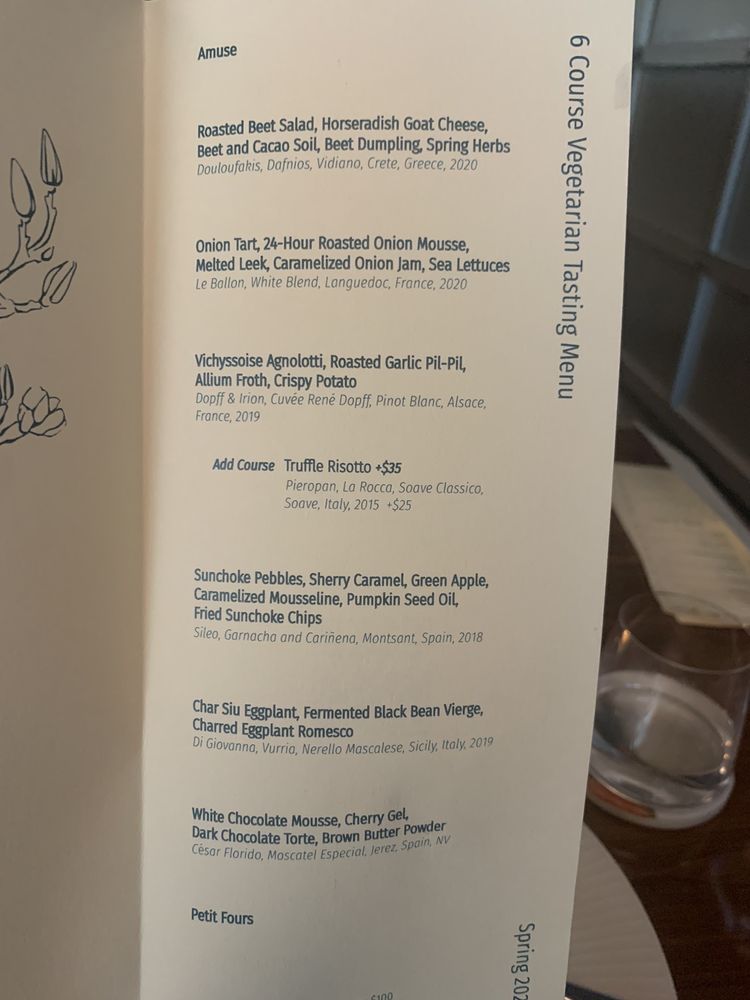 Amuse
Roasted Beet Salad, Horseradish Goat Cheese,
Beet and Cacao Soil, Beet Dumpling, Spring Herbs
Douloufakis, Dafnios, Vidiano, Crete, Greece, 2020
Onion Tart, 24-Hour Roasted Onion Mousse,
Melted Leek, Caramelized Onion Jam, Sea Lettuces
Le Ballon, White Blend, Languedoc, France, 2020
Vichyssoise Agnolotti, Roasted Garlic Pil-Pil,
Allium Froth, Crispy Potato
Dopff & Irion, Cuvée René Dopff, Pinot Blanc, Alsace,
France, 2019
Add Course Truffle Risotto +$35
Pieropan, La Rocca, Soave Classico,
Soave, Italy, 2015 +$25
Sunchoke Pebbles, Sherry Caramel, Green Apple,
Caramelized Mousseline, Pumpkin Seed Oil,
Fried Sunchoke Chips
Sileo, Garnacha and Cariñena, Montsant, Spain, 2018
Char Siu Eggplant, Fermented Black Bean Vierge,
Charred Eggplant Romesco
Di Giovanna, Vurria, Nerello Mascalese, Sicily, Italy, 2019
White Chocolate Mousse, Cherry Gel,
Dark Chocolate Torte, Brown Butter Powder
César Florido, Moscatel Especial, Jerez, Spain, NV
Petit Fours
6 Course Vegetarian Tasting Menu
Spring